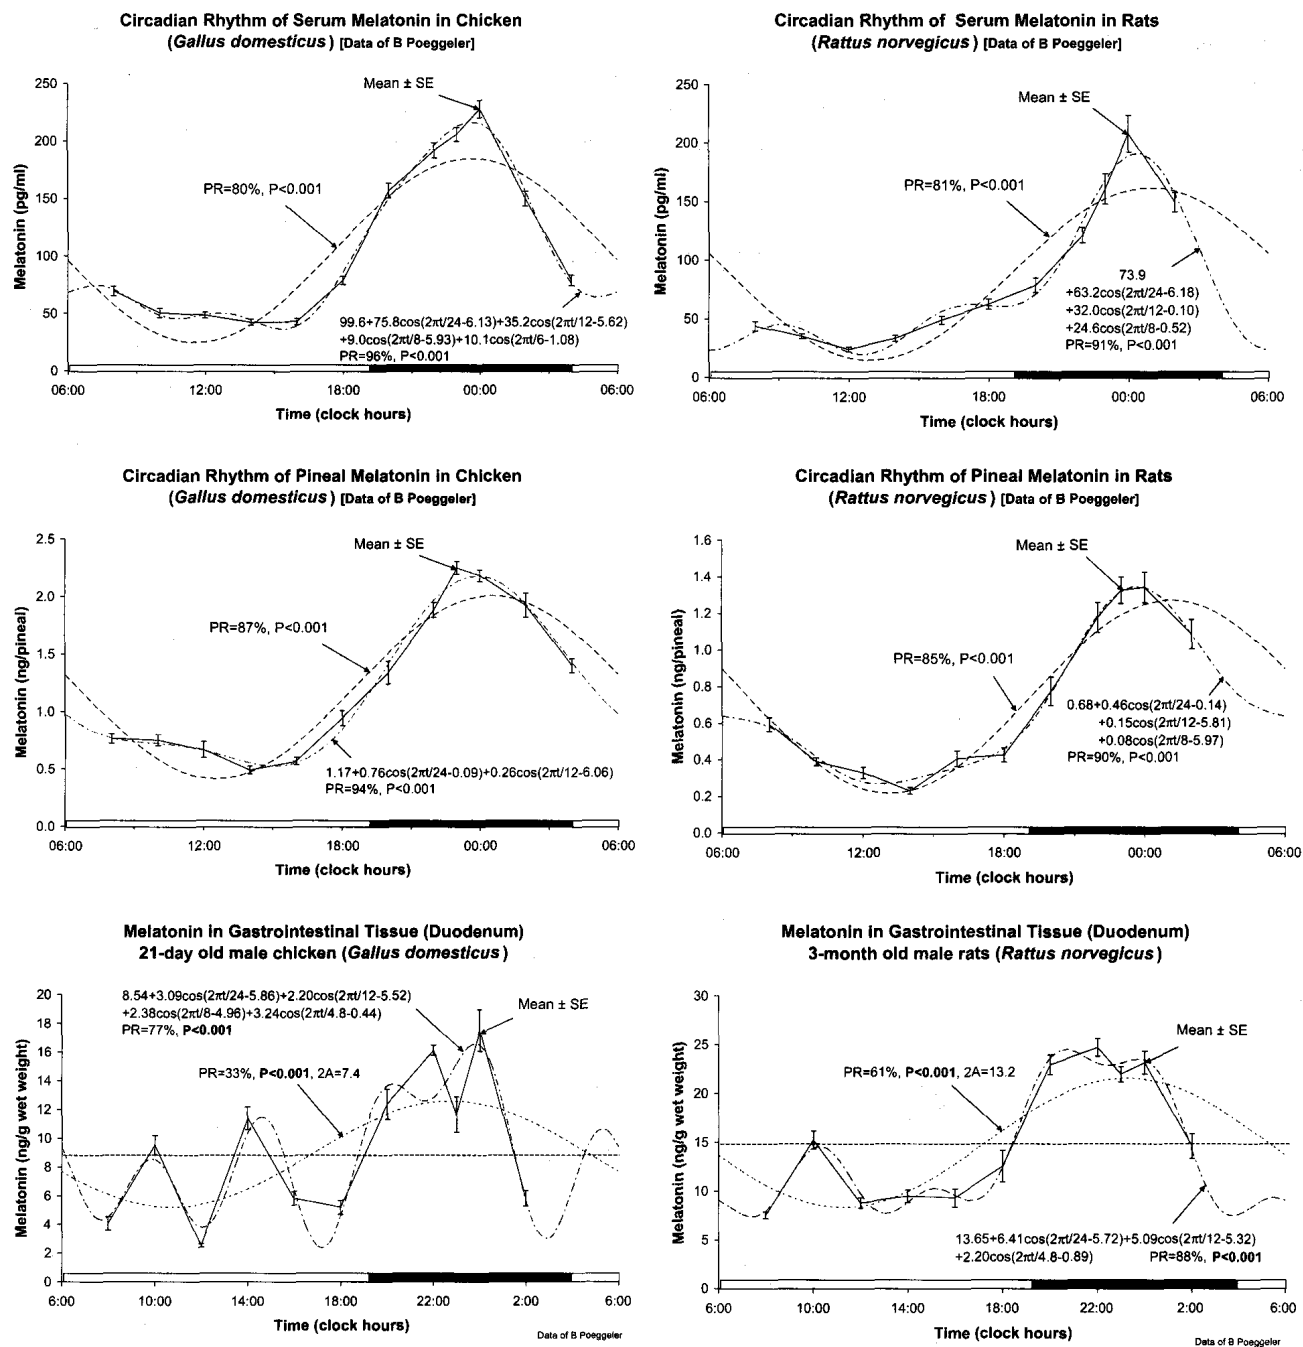 Circadian Rhythm of Serum Melatonin in Chicken
(Gallus domesticus) [Data of B Poeggeler]
Melatonin (pg/ml)
250
200
150
100
50
0
Mean ± SE
PR=80%, P<0.001
99.6+75.8cos(2πt/24-6.13)+35.2cos(2πt/12-5.62)
+9.0cos(2πt/8-5.93)+10.1cos(2πt/6-1.08)
PR=96%, P<0.001
06:00 12:00 18:00 00:00 06:00
Time (clock hours)
Circadian Rhythm of Serum Melatonin in Rats
(Rattus norvegicus) [Data of B Poeggeler]
Melatonin (pg/ml)
250
200
150
100
50
0
Mean ± SE
PR=81%, P<0.001
73.9
+63.2cos(2πt/24-6.18)
+32.0cos(2πt/12-0.10)
+24.6cos(2πt/8-0.52)
PR=91%, P<0.001
06:00 12:00 18:00 00:00 06:00
Time (clock hours)
Circadian Rhythm of Pineal Melatonin in Chicken
(Gallus domesticus) [Data of B Poeggeler]
Melatonin (ng/pineal)
2.5
2.0
1.5
1.0
0.5
0.0
Mean ± SE
PR=87%, P<0.001
1.17+0.76cos(2πt/24-0.09)+0.26cos(2πt/12-6.06)
PR=94%, P<0.001
06:00 12:00 18:00 00:00 06:00
Time (clock hours)
Circadian Rhythm of Pineal Melatonin in Rats
(Rattus norvegicus) [Data of B Poeggeler]
Melatonin (ng/pineal)
1.6
1.4
1.2
1.0
0.8
0.6
0.4
0.2
0.0
Mean ± SE
PR=85%, P<0.001
0.68+0.46cos(2πt/24-0.14)
+0.15cos(2πt/12-5.81)
+0.08cos(2πt/8-5.97)
PR=90%, P<0.001
06:00 12:00 18:00 00:00 06:00
Time (clock hours)
Melatonin in Gastrointestinal Tissue (Duodenum)
21-day old male chicken (Gallus domesticus)
Melatonin (ng/g wet weight)
20
18
16
14
12
10
8
6
4
2
0
8.54+3.09cos(2πt/24-5.86)+2.20cos(2πt/12-5.52)
+2.38cos(2πt/8-4.96)+3.24cos(2πt/4.8-0.44)
PR=77%, P<0.001
Mean ± SE
PR=33%, P<0.001, 2A=7.4
6:00 10:00 14:00 18:00 22:00 2:00 6:00
Time (clock hours)
Data of B Poeggeler
Melatonin in Gastrointestinal Tissue (Duodenum)
3-month old male rats (Rattus norvegicus)
Melatonin (ng/g wet weight)
30
25
20
15
10
5
0
Mean ± SE
PR=61%, P<0.001, 2A=13.2
13.65+6.41cos(2πt/24-5.72)+5.09cos(2πt/12-5.32)
+2.20cos(2πt/4.8-0.89) PR=88%, P<0.001
6:00 10:00 14:00 18:00 22:00 2:00 6:00
Time (clock hours)
Data of B Poeggeler